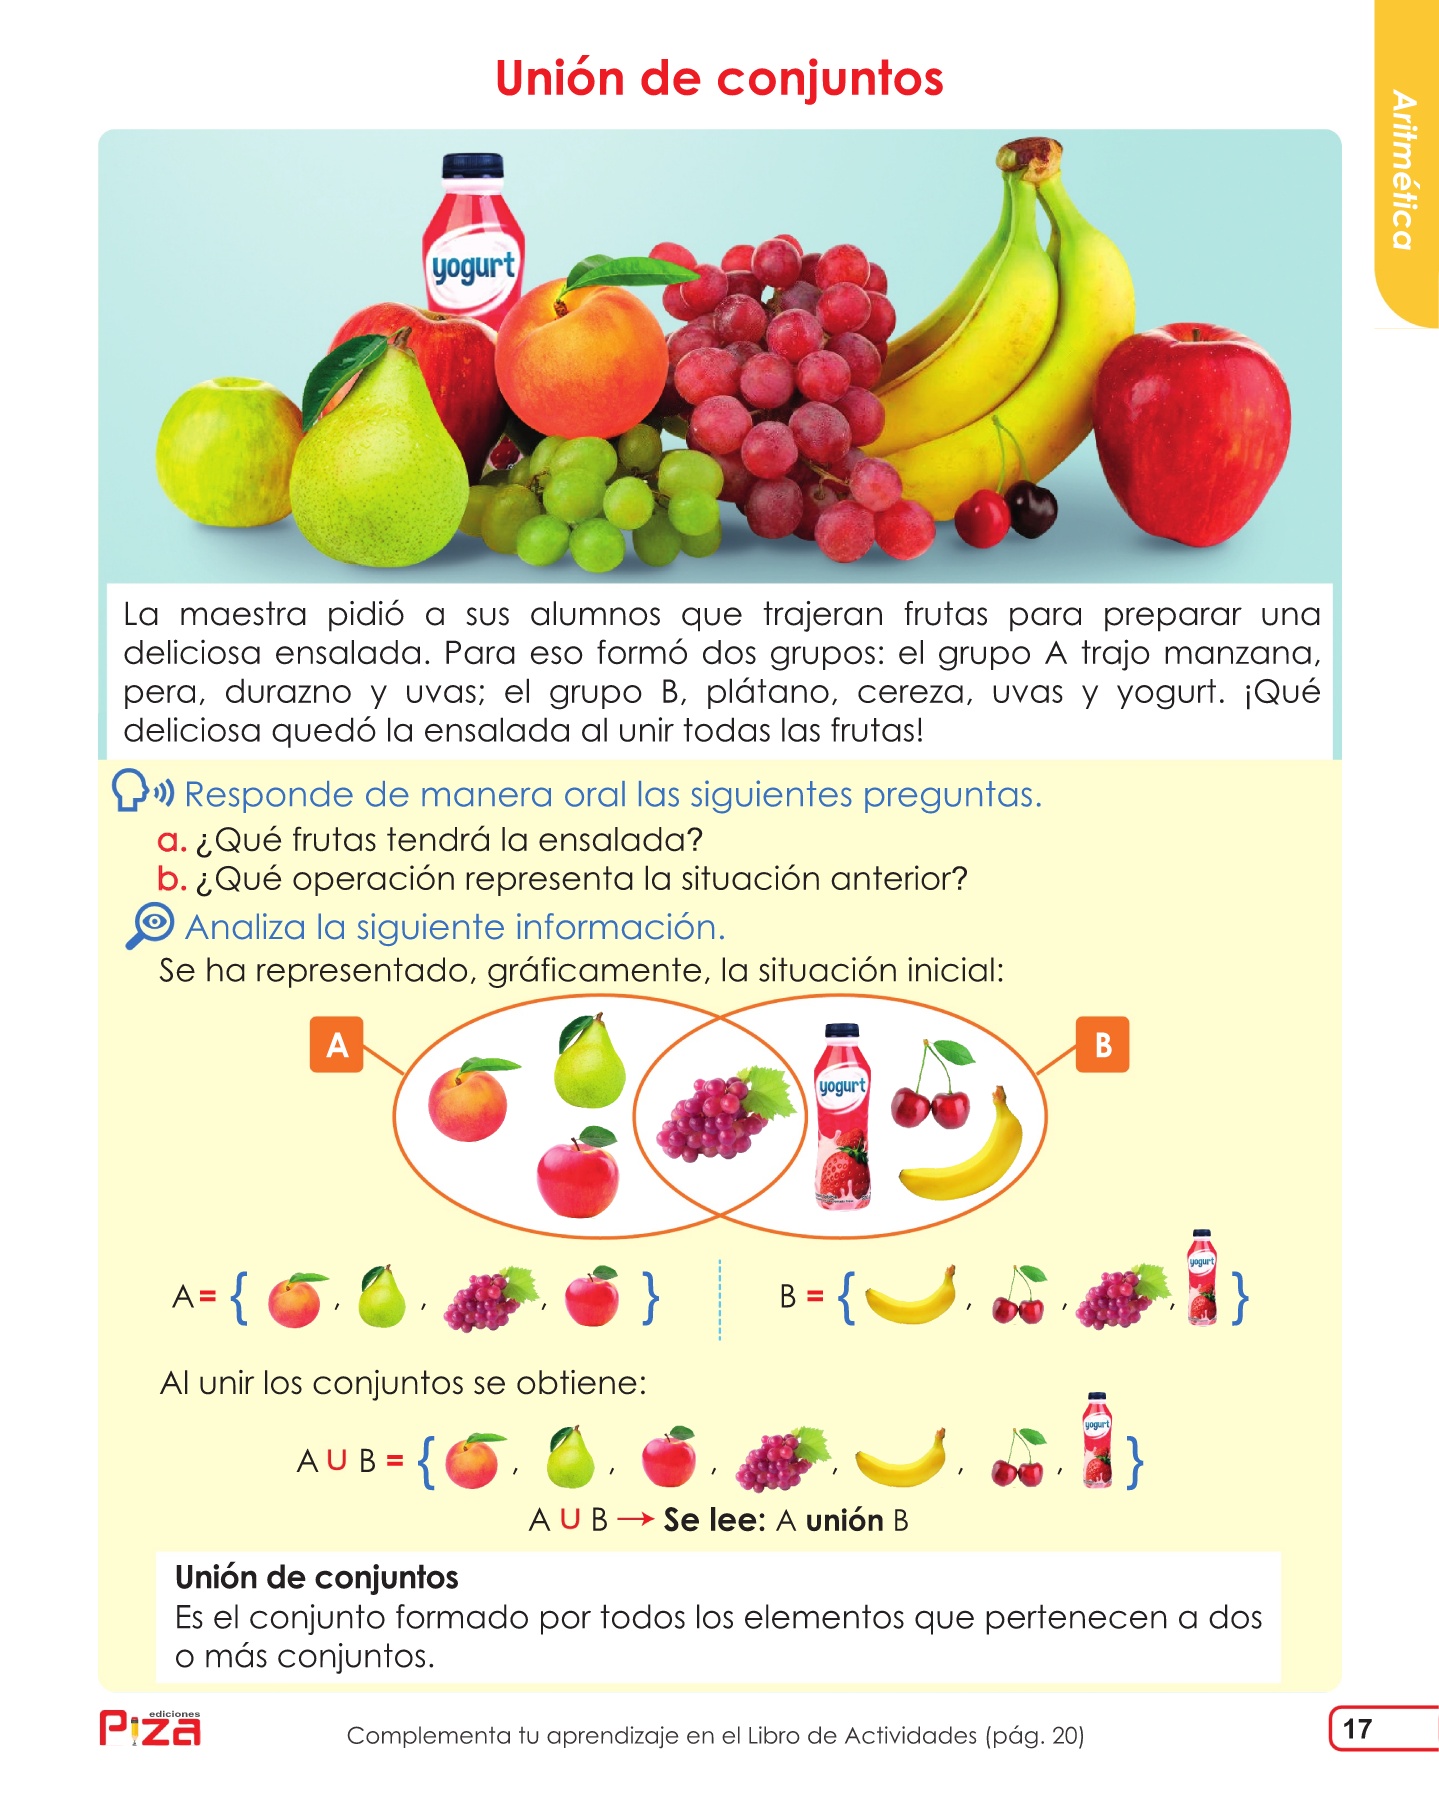 Unión de conjuntos
Aritmética
yogurt
La maestra pidió a sus alumnos que trajeran frutas para preparar una
deliciosa ensalada. Para eso formó dos grupos: el grupo A trajo manzana,
pera, durazno y uvas; el grupo B, plátano, cereza, uvas y yogurt. ¡Qué
deliciosa quedó la ensalada al unir todas las frutas!
Responde de manera oral las siguientes preguntas.
a. ¿Qué frutas tendrá la ensalada?
b. ¿Qué operación representa la situación anterior?
Analiza la siguiente información.
Se ha representado, gráficamente, la situación inicial:
A
B
yogurt
A = { , , , }
B = { , , , }
yogurt
Al unir los conjuntos se obtiene:
yogurt
A ∪ B = { , , , , , , }
A ∪ B → Se lee: A unión B
Unión de conjuntos
Es el conjunto formado por todos los elementos que pertenecen a dos
o más conjuntos.
ediciones
Piza
Complementa tu aprendizaje en el Libro de Actividades (pág. 20)
17